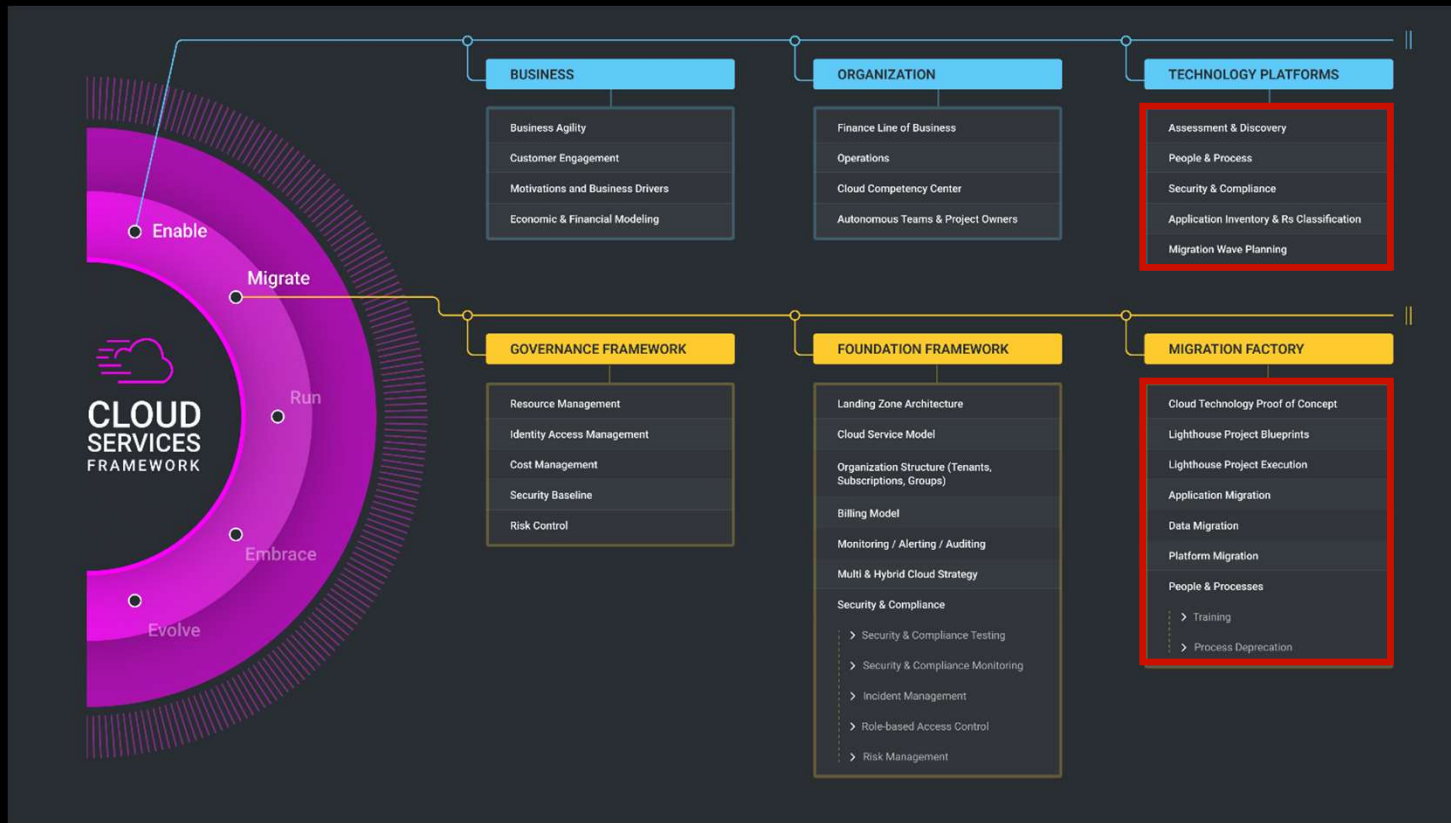 BUSINESS
ORGANIZATION
TECHNOLOGY PLATFORMS
Business Agility
Customer Engagement
Motivations and Business Drivers
Economic & Financial Modeling
Finance Line of Business
Operations
Cloud Competency Center
Autonomous Teams & Project Owners
Assessment & Discovery
People & Process
Security & Compliance
Application Inventory & Rs Classification
Migration Wave Planning
Enable
Migrate
Run
Embrace
Evolve
CLOUD
SERVICES
FRAMEWORK
GOVERNANCE FRAMEWORK
FOUNDATION FRAMEWORK
MIGRATION FACTORY
Resource Management
Identity Access Management
Cost Management
Security Baseline
Risk Control
Landing Zone Architecture
Cloud Service Model
Organization Structure (Tenants,
Subscriptions, Groups)
Billing Model
Monitoring / Alerting / Auditing
Multi & Hybrid Cloud Strategy
Security & Compliance
Security & Compliance Testing
Security & Compliance Monitoring
Incident Management
Role-based Access Control
Risk Management
Cloud Technology Proof of Concept
Lighthouse Project Blueprints
Lighthouse Project Execution
Application Migration
Data Migration
Platform Migration
People & Processes
Training
Process Deprecation